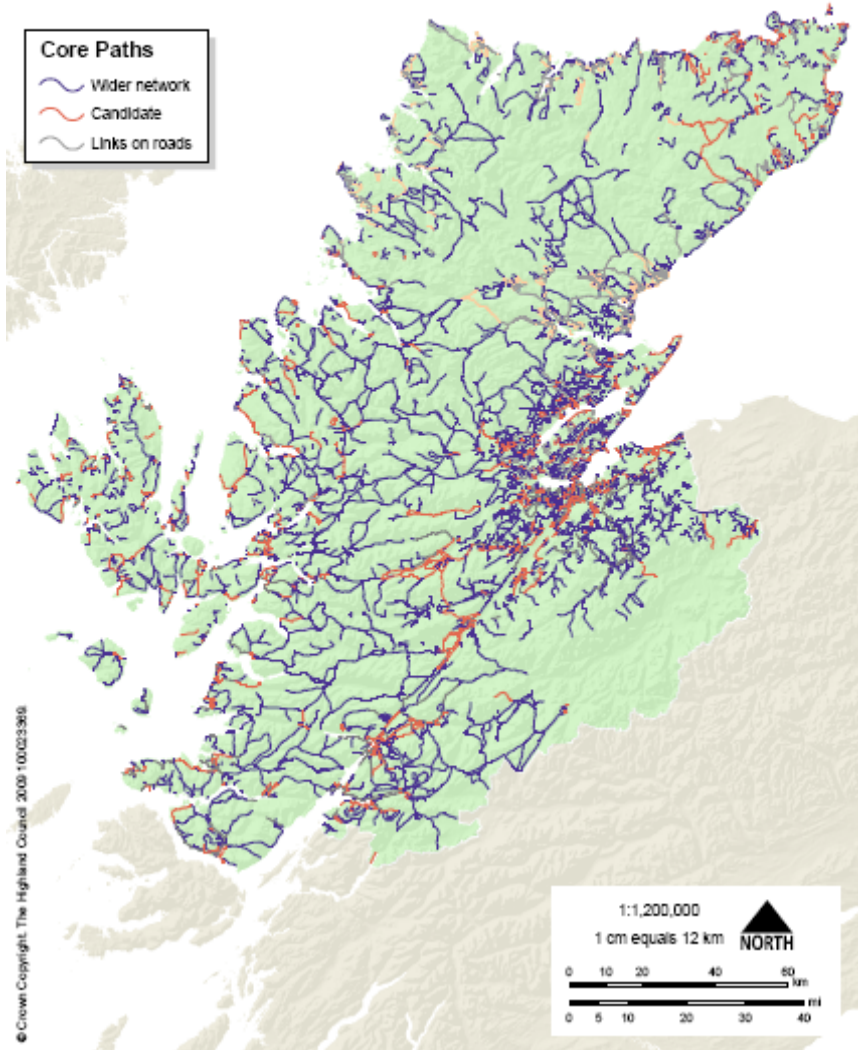 Core Paths
Wider network
Candidate
Links on roads
© Crown Copyright. The Highland Council 2009 100023369.
1:1,200,000
1 cm equals 12 km
NORTH
0 10 20 40 60
km
mi
0 5 10 20 30 40